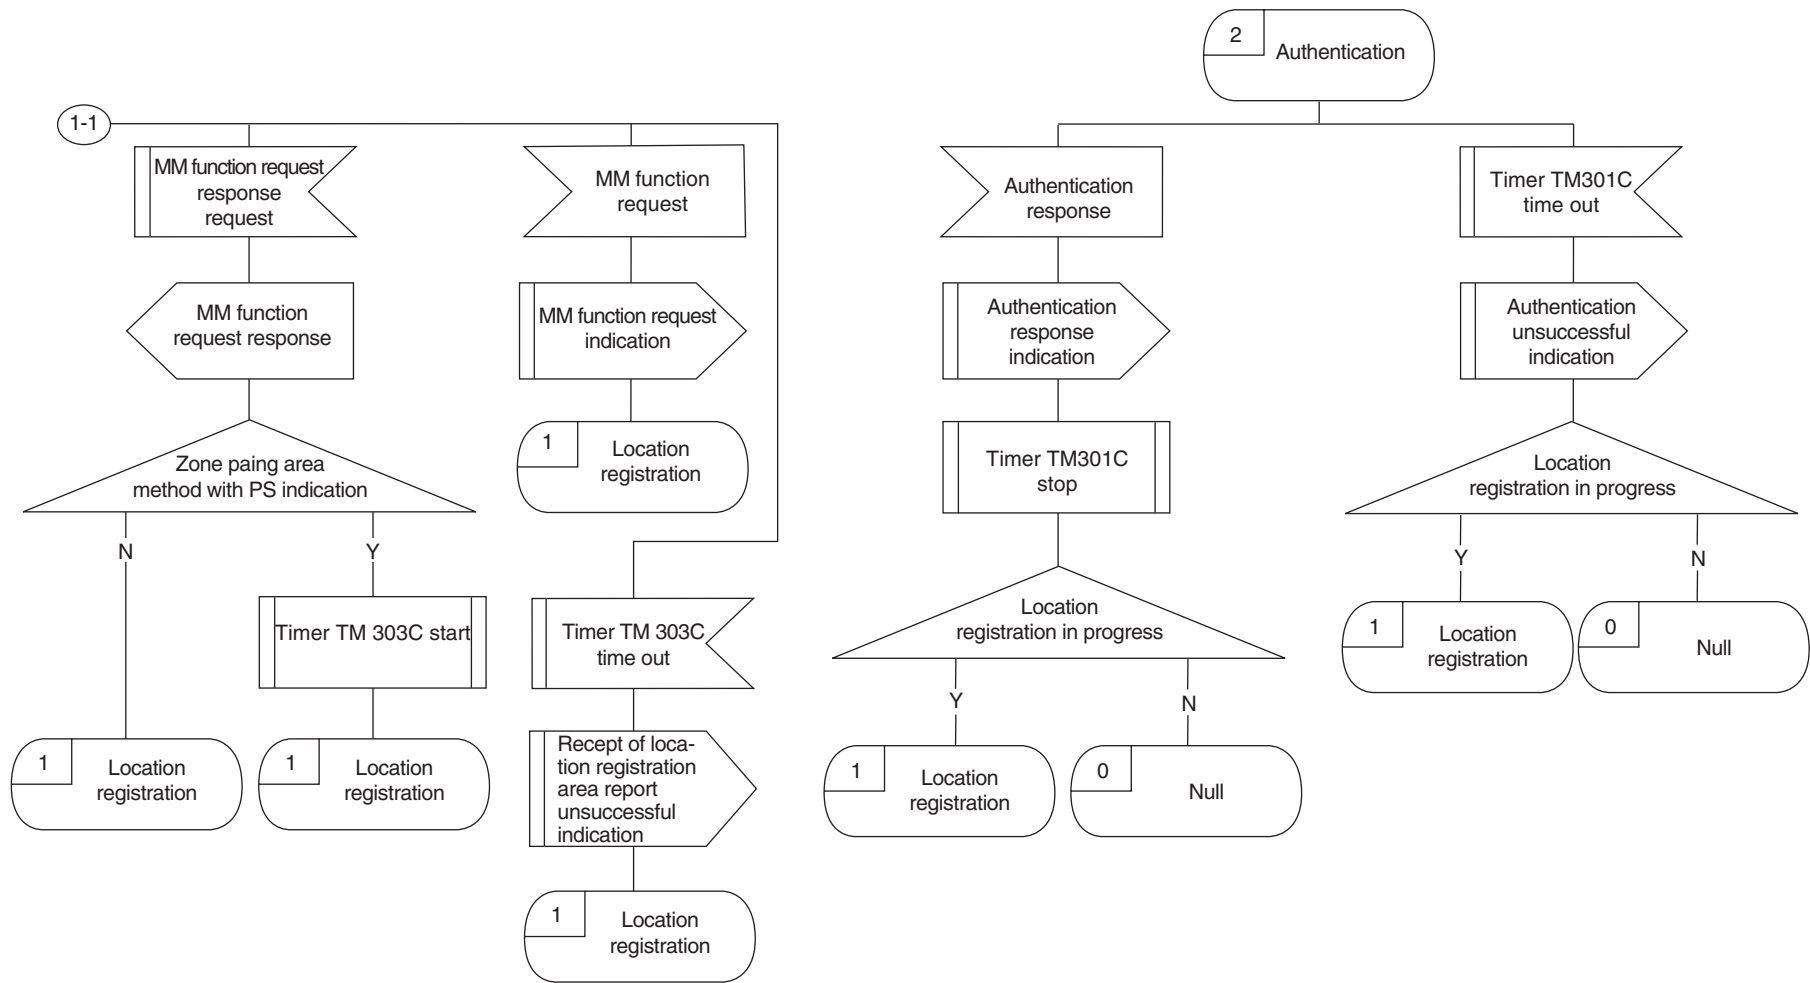 1-1
MM function request
response
request
MM function
request response
Zone paing area
method with PS indication
N
Y
Timer TM 303C start
1
Location
registration
1
Location
registration
MM function
request
MM function request
indication
1
Location
registration
Timer TM 303C
time out
Recept of loca-
tion registration
area report
unsuccessful
indication
1
Location
registration
2
Authentication
Authentication
response
Authentication
response
indication
Timer TM301C
stop
Location
registration in progress
Y
N
1
Location
registration
0
Null
Timer TM301C
time out
Authentication
unsuccessful
indication
Location
registration in progress
Y
N
1
Location
registration
0
Null